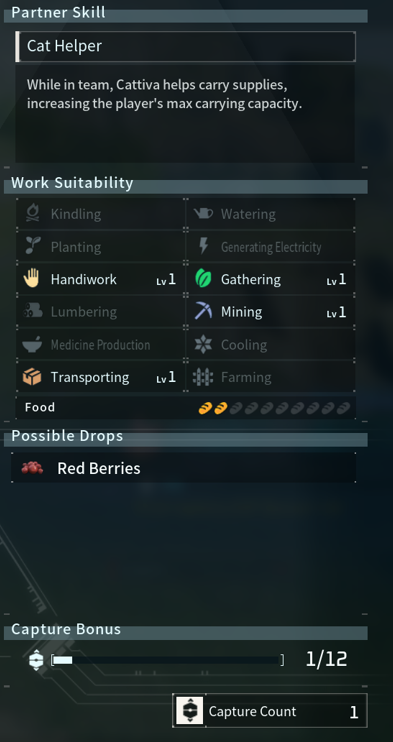 Partner Skill
Cat Helper
While in team, Cattiva helps carry supplies,
increasing the player's max carrying capacity.
Work Suitability
Kindling
Watering
Planting
Generating Electricity
Handiwork Lv 1
Gathering Lv 1
Lumbering
Mining Lv 1
Medicine Production
Cooling
Transporting Lv 1
Farming
Food
Possible Drops
Red Berries
Capture Bonus
1/12
Capture Count 1